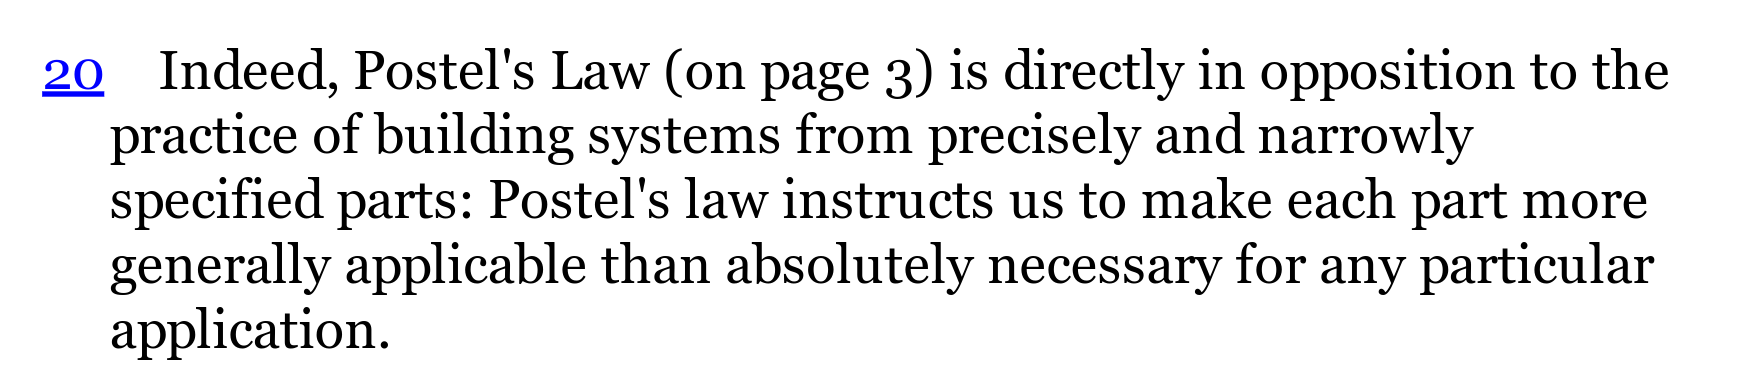 20 Indeed, Postel's Law (on page 3) is directly in opposition to the
practice of building systems from precisely and narrowly
specified parts: Postel's law instructs us to make each part more
generally applicable than absolutely necessary for any particular
application.